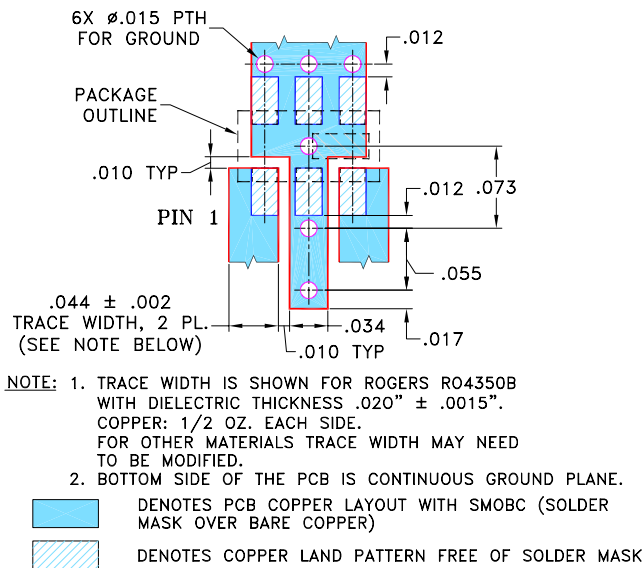 6X ø.015 PTH
FOR GROUND
.012
PACKAGE
OUTLINE
.010 TYP
PIN 1
.012
.073
.055
.044 ± .002
TRACE WIDTH, 2 PL.
(SEE NOTE BELOW)
.034
.010 TYP
.017
NOTE: 1. TRACE WIDTH IS SHOWN FOR ROGERS RO4350B
WITH DIELECTRIC THICKNESS .020" ± .0015".
COPPER: 1/2 OZ. EACH SIDE.
FOR OTHER MATERIALS TRACE WIDTH MAY NEED
TO BE MODIFIED.
2. BOTTOM SIDE OF THE PCB IS CONTINUOUS GROUND PLANE.
DENOTES PCB COPPER LAYOUT WITH SMOBC (SOLDER
MASK OVER BARE COPPER)
DENOTES COPPER LAND PATTERN FREE OF SOLDER MASK